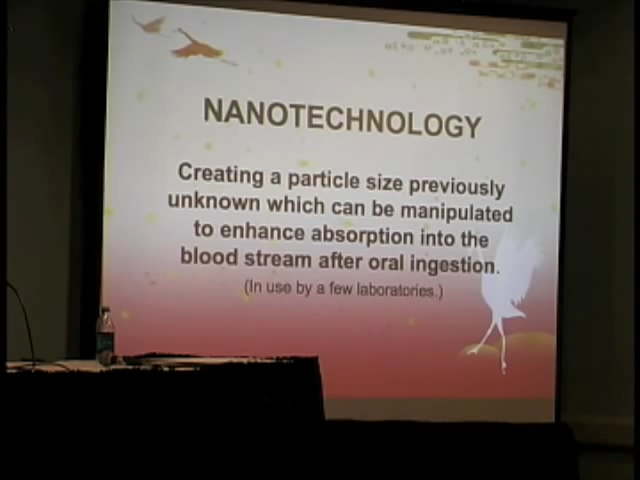 NANOTECHNOLOGY
Creating a particle size previously
unknown which can be manipulated
to enhance absorption into the
blood stream after oral ingestion.
(In use by a few laboratories.)